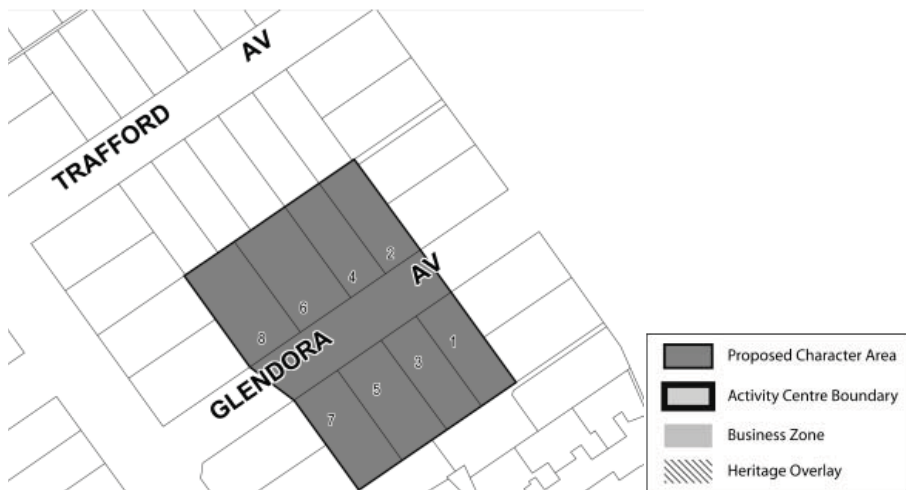 TRAFFORD AV
2
4
6
8
GLENDORA AV
1
3
5
7
Proposed Character Area
Activity Centre Boundary
Business Zone
Heritage Overlay